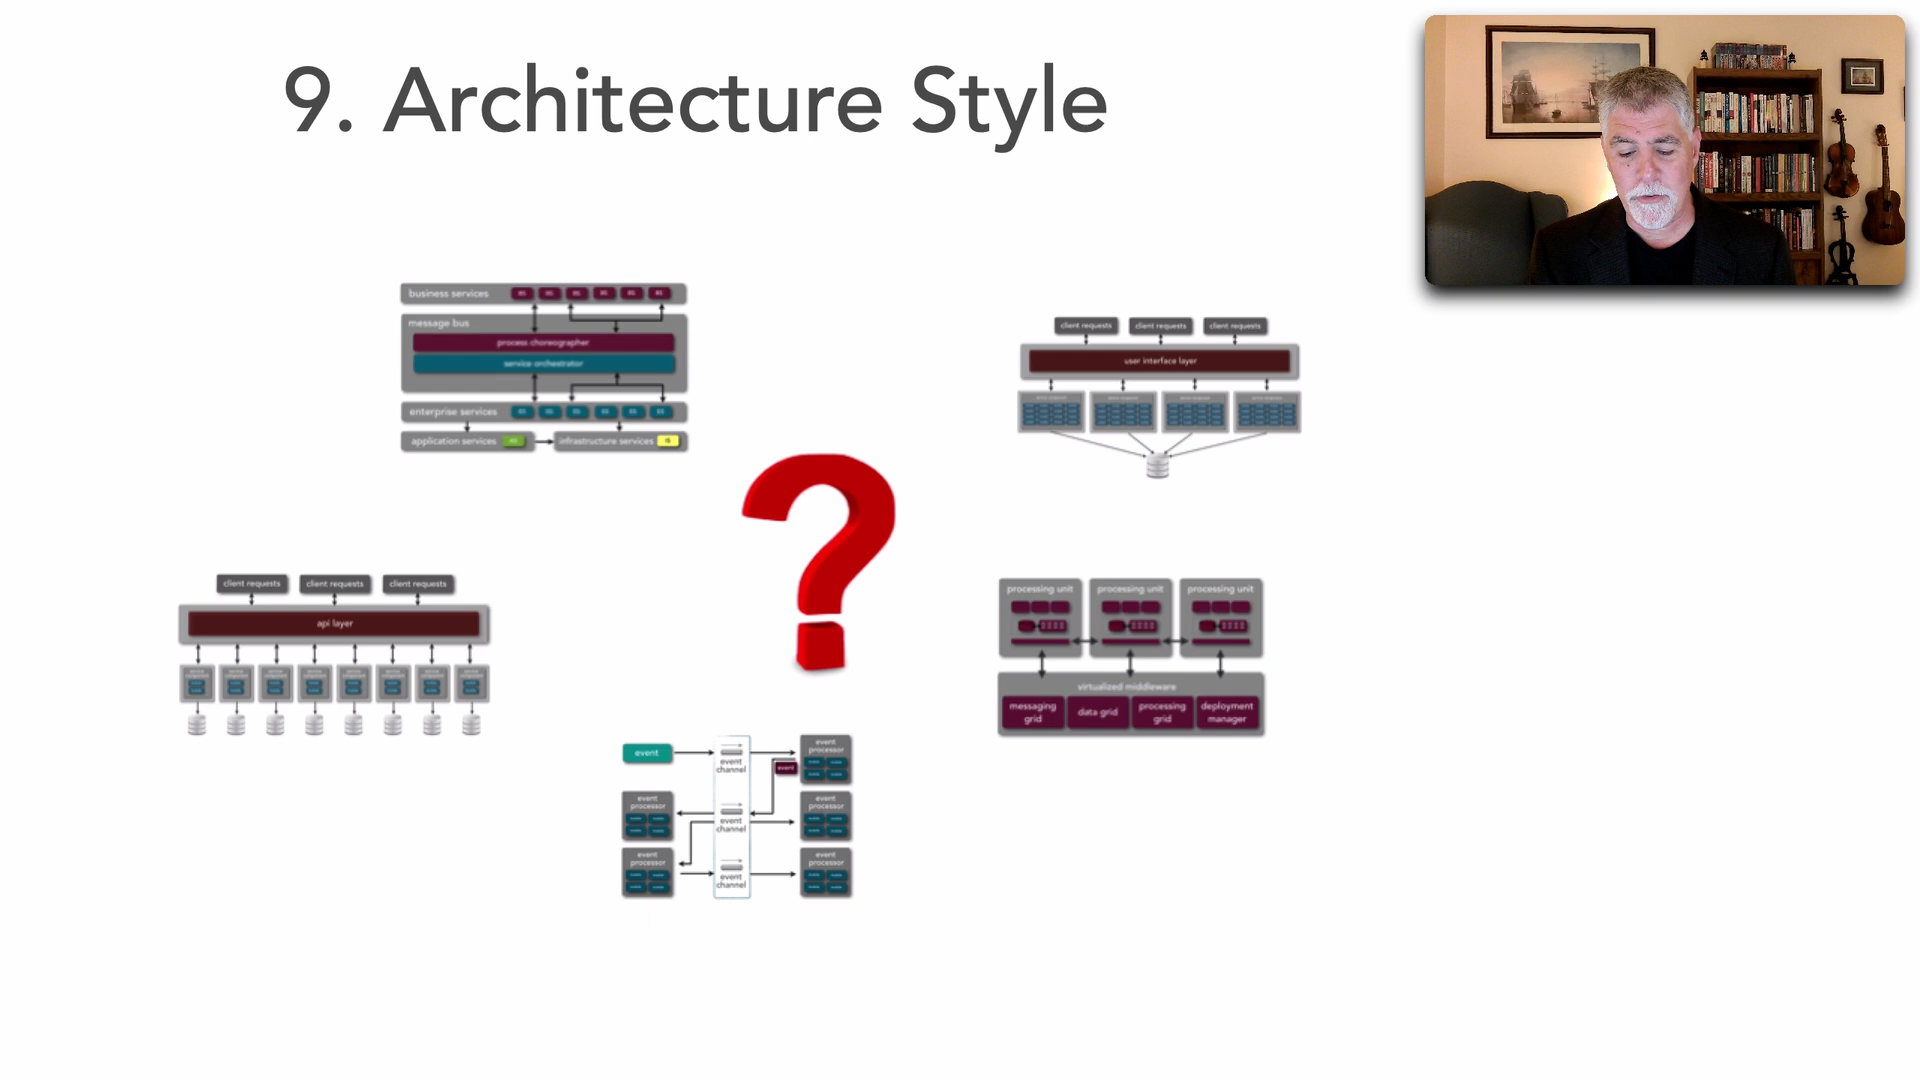 9. Architecture Style
business services
message bus
process choreographer
service orchestrator
enterprise services
application services
infrastructure services
client requests client requests client requests
user interface layer
client requests client requests client requests
api layer
processing unit processing unit processing unit
virtualized middleware
messaging grid
data grid
processing grid
deployment manager
event
event channel
event processor
event
event processor
event channel
event processor
event processor
event channel
event processor